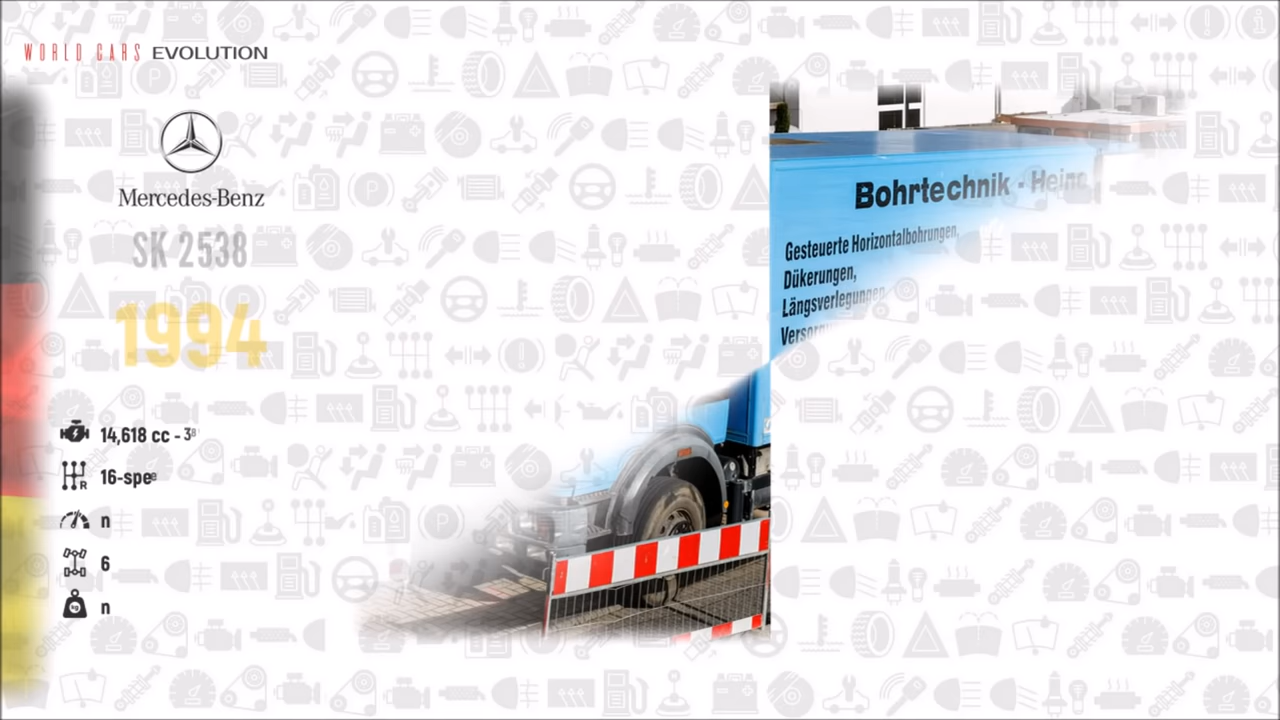 WORLD CARS EVOLUTION
Mercedes-Benz
SK 2538
1994
14,618 cc - 38
16-spe
n
6
n
Bohrtechnik - Hein
Gesteuerte Horizontalbohrungen,
Dükerungen,
Längsverlegungen